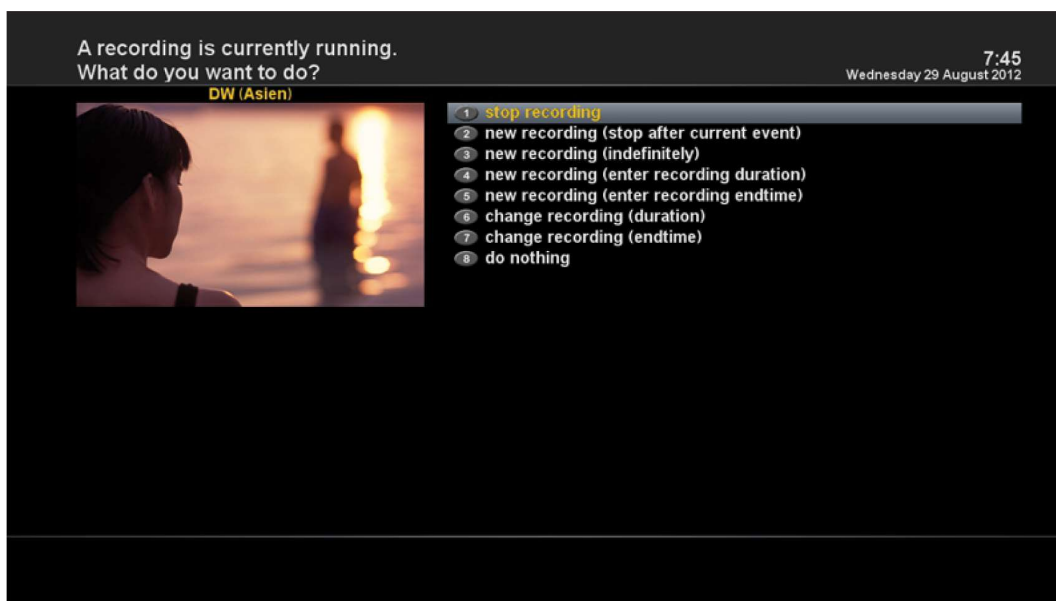 A recording is currently running.
What do you want to do?
7:45
Wednesday 29 August 2012
DW (Asien)
1 stop recording
2 new recording (stop after current event)
3 new recording (indefinitely)
4 new recording (enter recording duration)
5 new recording (enter recording endtime)
6 change recording (duration)
7 change recording (endtime)
8 do nothing